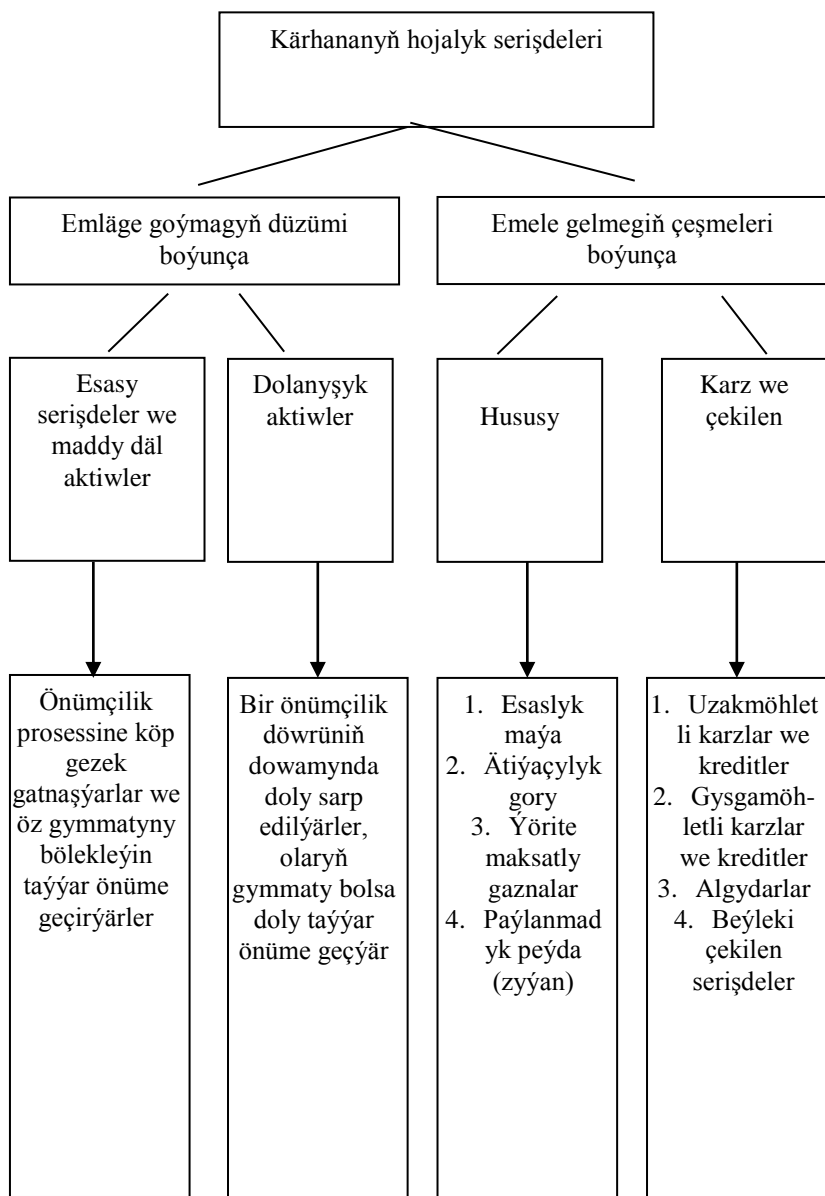 Kärhananyň hojalyk serişdeleri
Emläge goýmagyň düzümi
boýunça
Emele gelmegiň çeşmeleri
boýunça
Esasy
serişdeler we
maddy däl
aktiwler
Dolanyşyk
aktiwler
Hususy
Karz we
çekilen
Önümçilik
prosessine köp
gezek
gatnaşýarlar we
öz gymmatyny
bölekleýin
taýýar önüme
geçirýärler
Bir önümçilik
döwrüniň
dowamynda
doly sarp
edilýärler,
olaryň
gymmaty bolsa
doly taýýar
önüme geçýär
1. Esaslyk
maýa
2. Ätiýaçylyk
gory
3. Ýörite
maksatly
gaznalar
4. Paýlanmad
yk peýda
(zyýan)
1. Uzakmöhlet
li karzlar we
kreditler
2. Gysgamöh-
letli karzlar
we kreditler
3. Algydarlar
4. Beýleki
çekilen
serişdeler